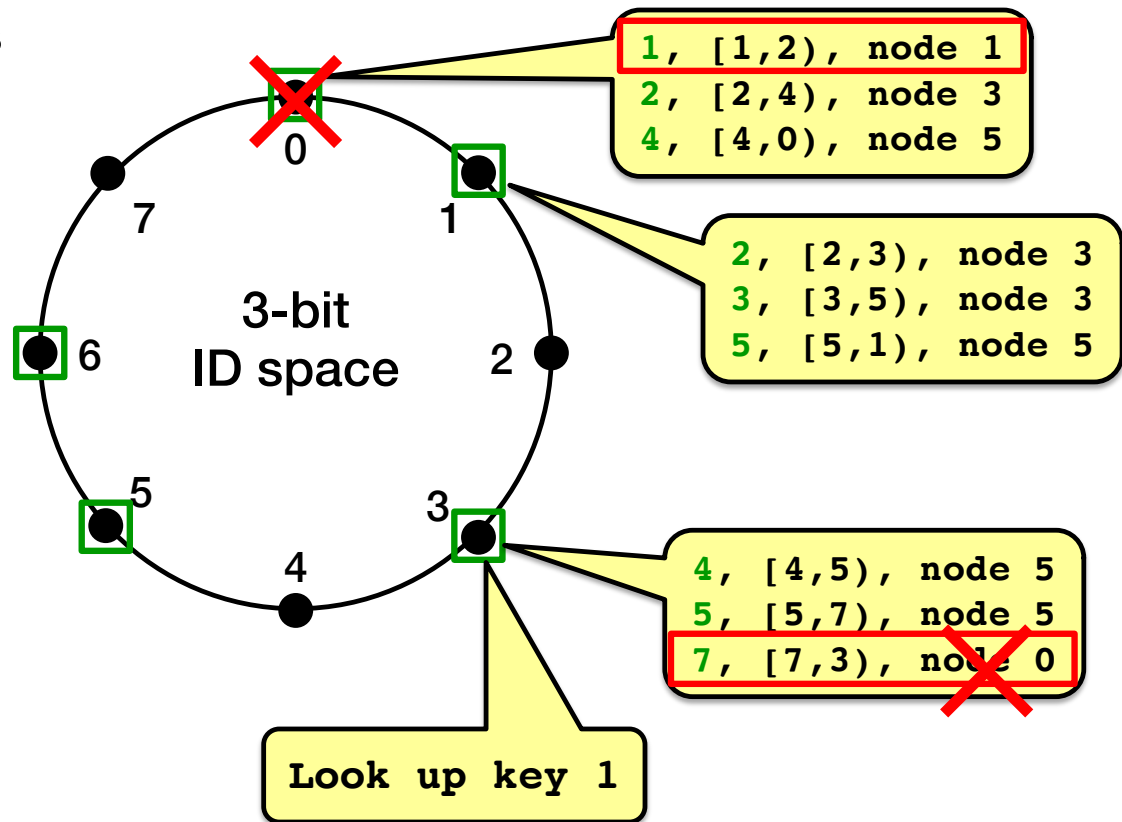 1, [1,2), node 1
2, [2,4), node 3
4, [4,0), node 5
0
7
1
2, [2,3), node 3
3, [3,5), node 3
5, [5,1), node 5
3-bit
ID space
6
2
5
3
4
4, [4,5), node 5
5, [5,7), node 5
7, [7,3), node 0
Look up key 1